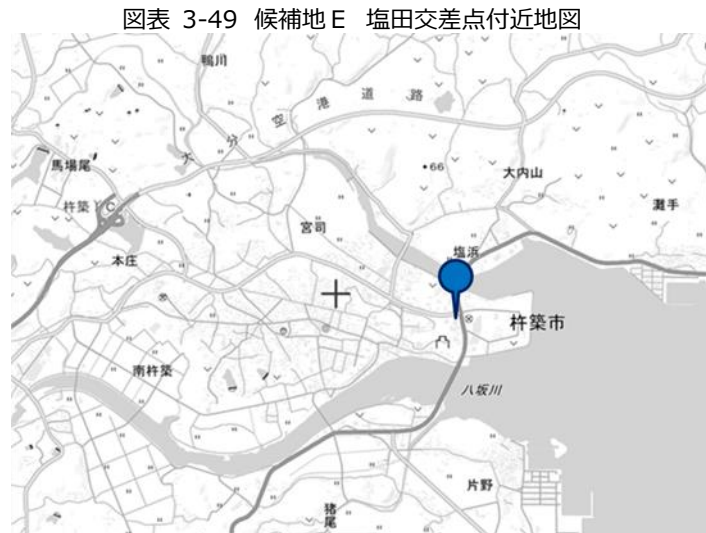 図表 3-49 候補地E 塩田交差点付近地図
鴨川
大分空港道路
馬場尾
・66
大内山
杵築IC
灘手
宮司
塩浜
本庄
杵築市
南杵築
八坂川
片野
猪尾